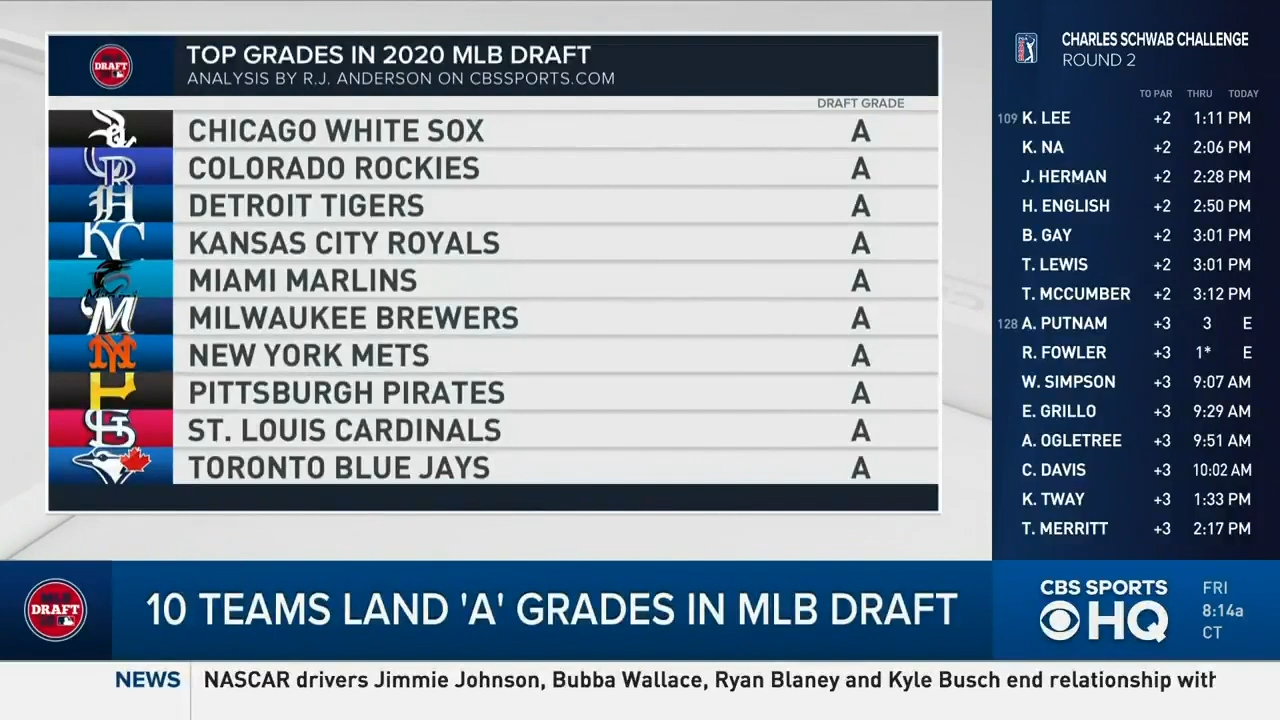 TOP GRADES IN 2020 MLB DRAFT
ANALYSIS BY R.J. ANDERSON ON CBSSPORTS.COM
DRAFT
DRAFT GRADE
CHICAGO WHITE SOX A
COLORADO ROCKIES A
DETROIT TIGERS A
KANSAS CITY ROYALS A
MIAMI MARLINS A
MILWAUKEE BREWERS A
NEW YORK METS A
PITTSBURGH PIRATES A
ST. LOUIS CARDINALS A
TORONTO BLUE JAYS A
CHARLES SCHWAB CHALLENGE
ROUND 2
TO PAR THRU TODAY
109 K. LEE +2 1:11 PM
K. NA +2 2:06 PM
J. HERMAN +2 2:28 PM
H. ENGLISH +2 2:50 PM
B. GAY +2 3:01 PM
T. LEWIS +2 3:01 PM
T. MCCUMBER +2 3:12 PM
128 A. PUTNAM +3 3 E
R. FOWLER +3 1* E
W. SIMPSON +3 9:07 AM
E. GRILLO +3 9:29 AM
A. OGLETREE +3 9:51 AM
C. DAVIS +3 10:02 AM
K. TWAY +3 1:33 PM
T. MERRITT +3 2:17 PM
MLB
DRAFT
10 TEAMS LAND 'A' GRADES IN MLB DRAFT
CBS SPORTS
HQ
FRI
8:14a
CT
NEWS NASCAR drivers Jimmie Johnson, Bubba Wallace, Ryan Blaney and Kyle Busch end relationship with